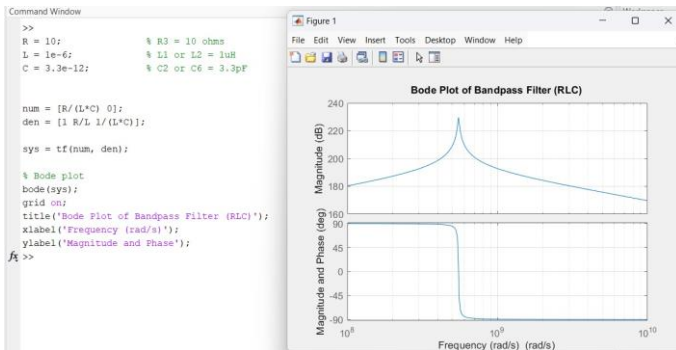 Command Window
>>
R = 10; % R3 = 10 ohms
L = 1e-6; % L1 or L2 = 1uH
C = 3.3e-12; % C2 or C6 = 3.3pF
num = [R/(L*C) 0];
den = [1 R/L 1/(L*C)];
sys = tf(num, den);
% Bode plot
bode(sys);
grid on;
title('Bode Plot of Bandpass Filter (RLC)');
xlabel('Frequency (rad/s)');
ylabel('Magnitude and Phase');
fx >>
Figure 1
File Edit View Insert Tools Desktop Window Help
Bode Plot of Bandpass Filter (RLC)
Magnitude (dB)
240
220
200
180
160
Magnitude and Phase (deg)
90
45
0
-45
-90
10^8 10^9 10^10
Frequency (rad/s) (rad/s)